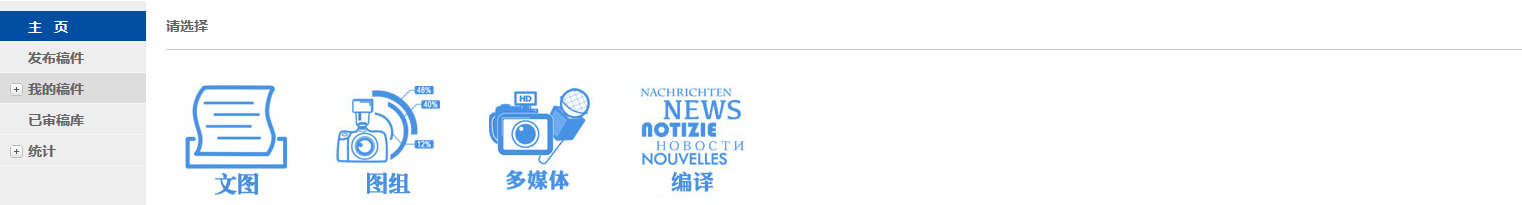 主 页
发布稿件
我的稿件
已审稿库
统计
请选择
文图
48%
40%
12%
图组
HD
多媒体
NACHRICHTEN
NEWS
NOTIZIE
НОВОСТИ
NOUVELLES
编译